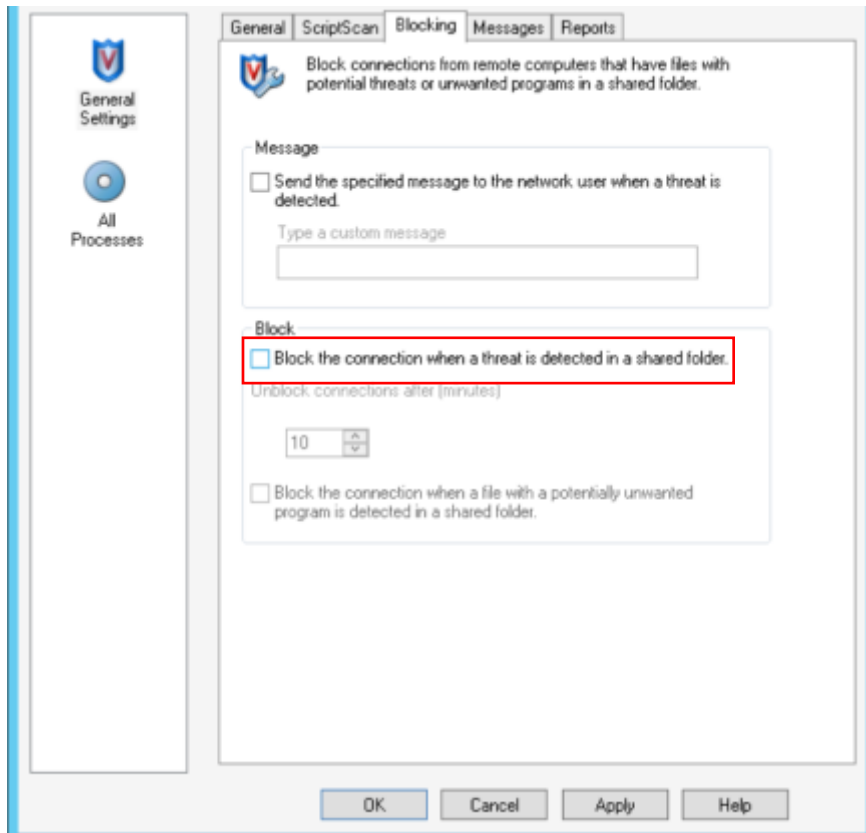 General
Settings
All
Processes
General
ScriptScan
Blocking
Messages
Reports
Block connections from remote computers that have files with
potential threats or unwanted programs in a shared folder.
Message
Send the specified message to the network user when a threat is
detected.
Type a custom message
Block
Block the connection when a threat is detected in a shared folder.
Unblock connections after (minutes)
10
Block the connection when a file with a potentially unwanted
program is detected in a shared folder.
OK
Cancel
Apply
Help